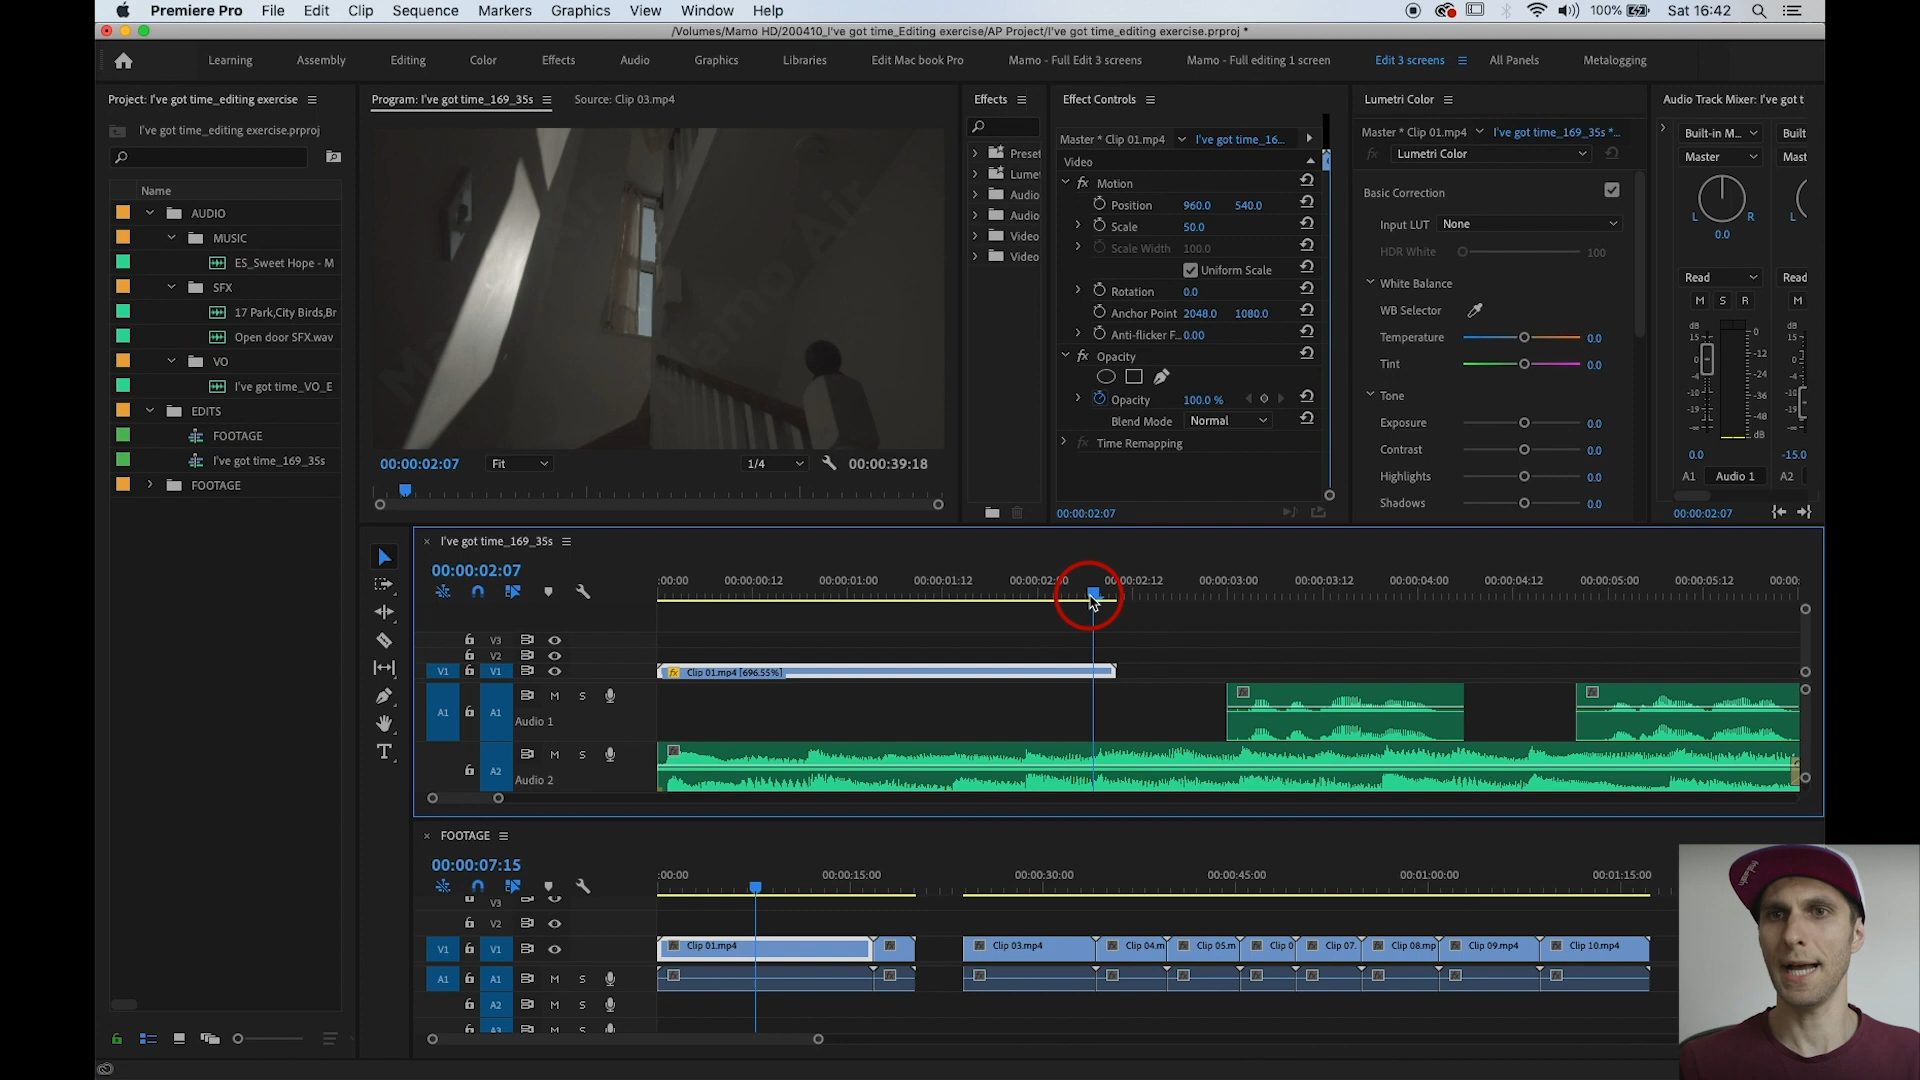 Premiere Pro File Edit Clip Sequence Markers Graphics View Window Help 100% Sat 16:42
/Volumes/Mamo HD/200410_I've got time_Editing exercise/AP Project/I've got time_editing exercise.prproj *
Learning Assembly Editing Color Effects Audio Graphics Libraries Edit Mac book Pro Mamo - Full Edit 3 screens Mamo - Full editing 1 screen Edit 3 screens All Panels Metalogging
Project: I've got time_editing exercise
I've got time_editing exercise.prproj
Name
AUDIO
MUSIC
ES_Sweet Hope - M
SFX
17 Park,City Birds,Br
Open door SFX.wav
VO
I've got time_VO_E
EDITS
FOOTAGE
I've got time_169_35s
FOOTAGE
Program: I've got time_169_35s Source: Clip 03.mp4
00:00:02:07 Fit 1/4 00:00:39:18
Effects
Preset
Lumet
Audio
Audio
Video
Video
Effect Controls
Master * Clip 01.mp4 I've got time_16...
Video
fx Motion
Position 960.0 540.0
Scale 50.0
Scale Width 100.0
Uniform Scale
Rotation 0.0
Anchor Point 2048.0 1080.0
Anti-flicker F... 0.00
fx Opacity
Opacity 100.0 %
Blend Mode Normal
fx Time Remapping
00:00:02:07
Lumetri Color
Master * Clip 01.mp4 I've got time_169_35s *...
fx Lumetri Color
Basic Correction
Input LUT None
HDR White 100
White Balance
WB Selector
Temperature 0.0
Tint 0.0
Tone
Exposure 0.0
Contrast 0.0
Highlights 0.0
Shadows 0.0
Audio Track Mixer: I've got t
Built-in M... Built
Master Mast
L R L
0.0
Read Read
M S R M
dB dB
0.0 -15.0
A1 Audio 1 A2
00:00:02:07
I've got time_169_35s
00:00:02:07
:00:00 00:00:00:12 00:00:01:00 00:00:01:12 00:00:02:00 00:00:02:12 00:00:03:00 00:00:03:12 00:00:04:00 00:00:04:12 00:00:05:00 00:00:05:12 00:00:
V3
V2
V1 V1 fx Clip 01.mp4 [696.55%]
A1 A1 M S
Audio 1
A2 M S
Audio 2
FOOTAGE
00:00:07:15
:00:00 00:00:15:00 00:00:30:00 00:00:45:00 00:01:00:00 00:01:15:00
V3
V2
V1 V1 Clip 01.mp4 Clip 03.mp4 Clip 04.m Clip 05.m Clip 0 Clip 07. Clip 08.mp Clip 09.mp4 Clip 10.mp4
A1 A1 M S
A2 M S
A3 M S